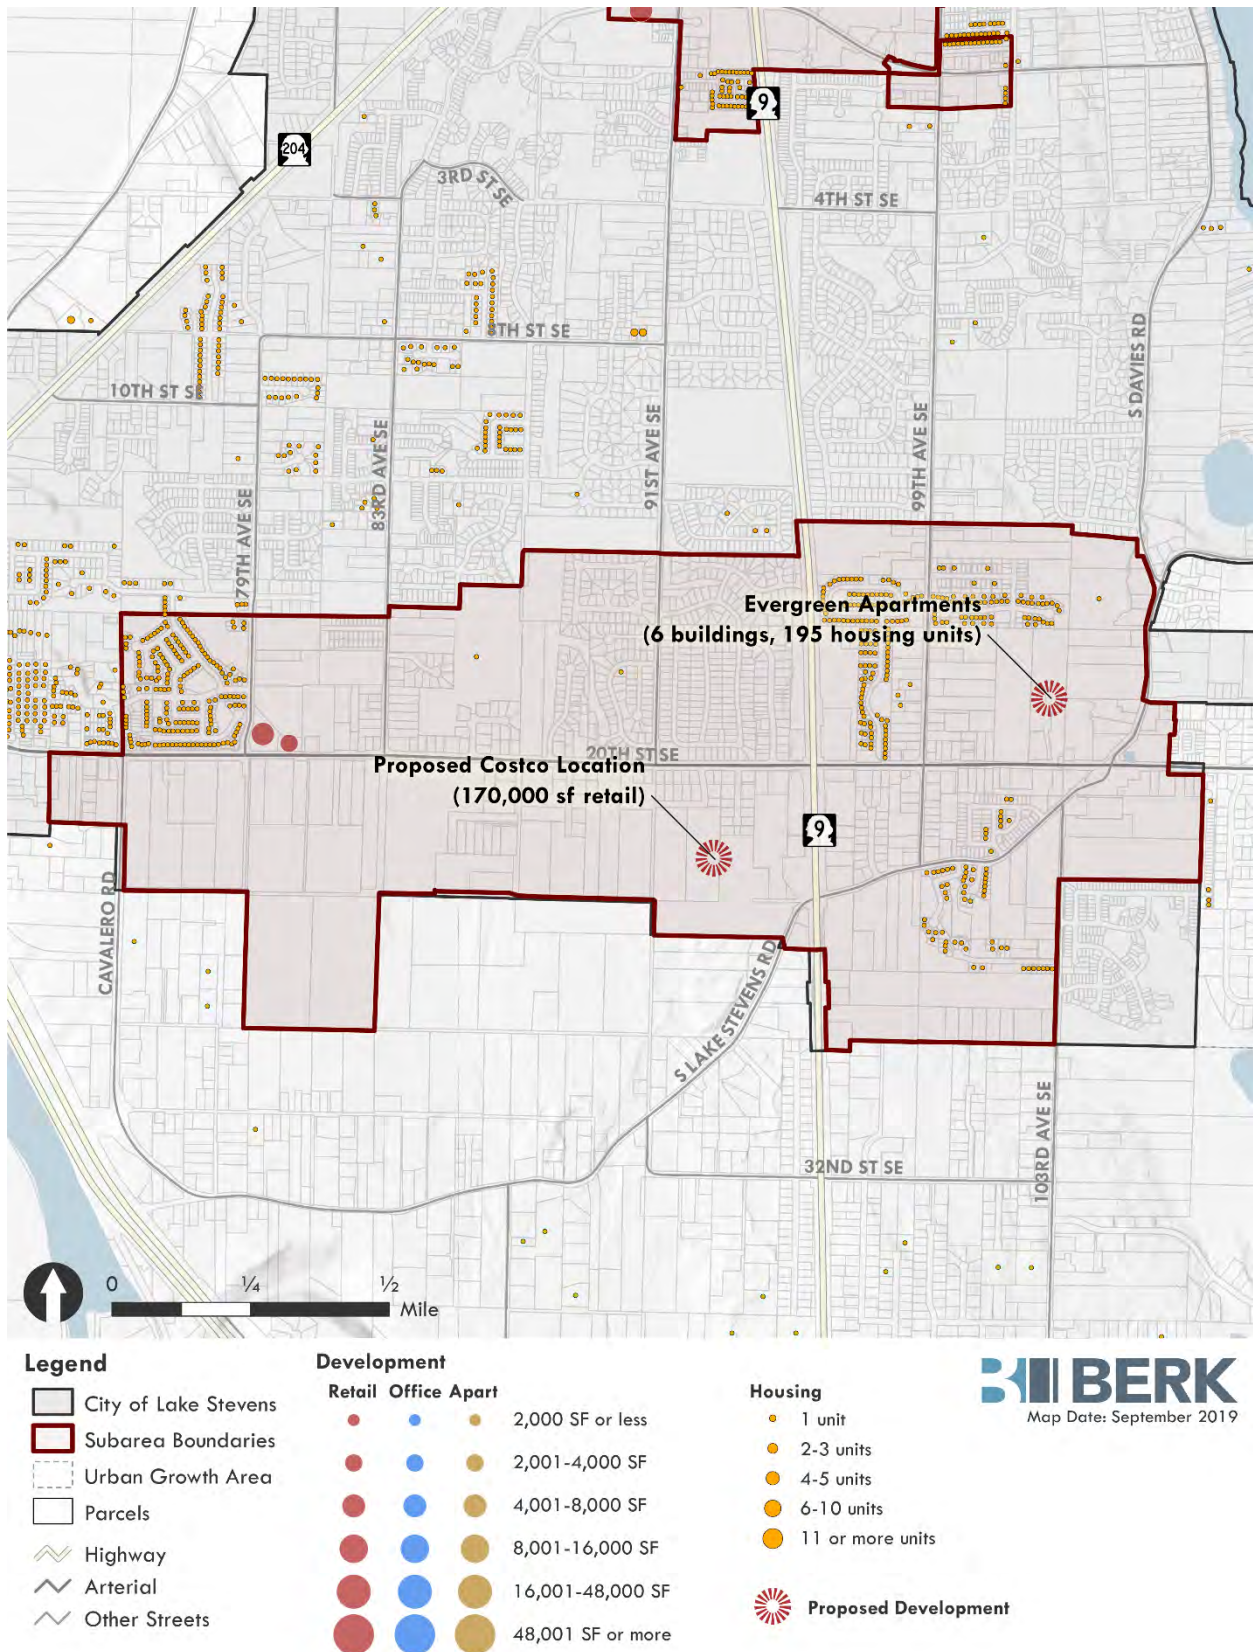 9
204
3RD ST SE
4TH ST SE
8TH ST SE
S DAVIES RD
10TH ST SE
91ST AVE SE
99TH AVE SE
83RD AVE SE
79TH AVE SE
Evergreen Apartments
(6 buildings, 195 housing units)
20TH ST SE
Proposed Costco Location
(170,000 sf retail)
9
CAVALERO RD
S LAKE STEVENS RD
103RD AVE SE
32ND ST SE
0 ¼ ½
Mile
Legend
City of Lake Stevens
Subarea Boundaries
Urban Growth Area
Parcels
Highway
Arterial
Other Streets
Development
Retail Office Apart
2,000 SF or less
2,001-4,000 SF
4,001-8,000 SF
8,001-16,000 SF
16,001-48,000 SF
48,001 SF or more
Housing
1 unit
2-3 units
4-5 units
6-10 units
11 or more units
Proposed Development
BERK
Map Date: September 2019